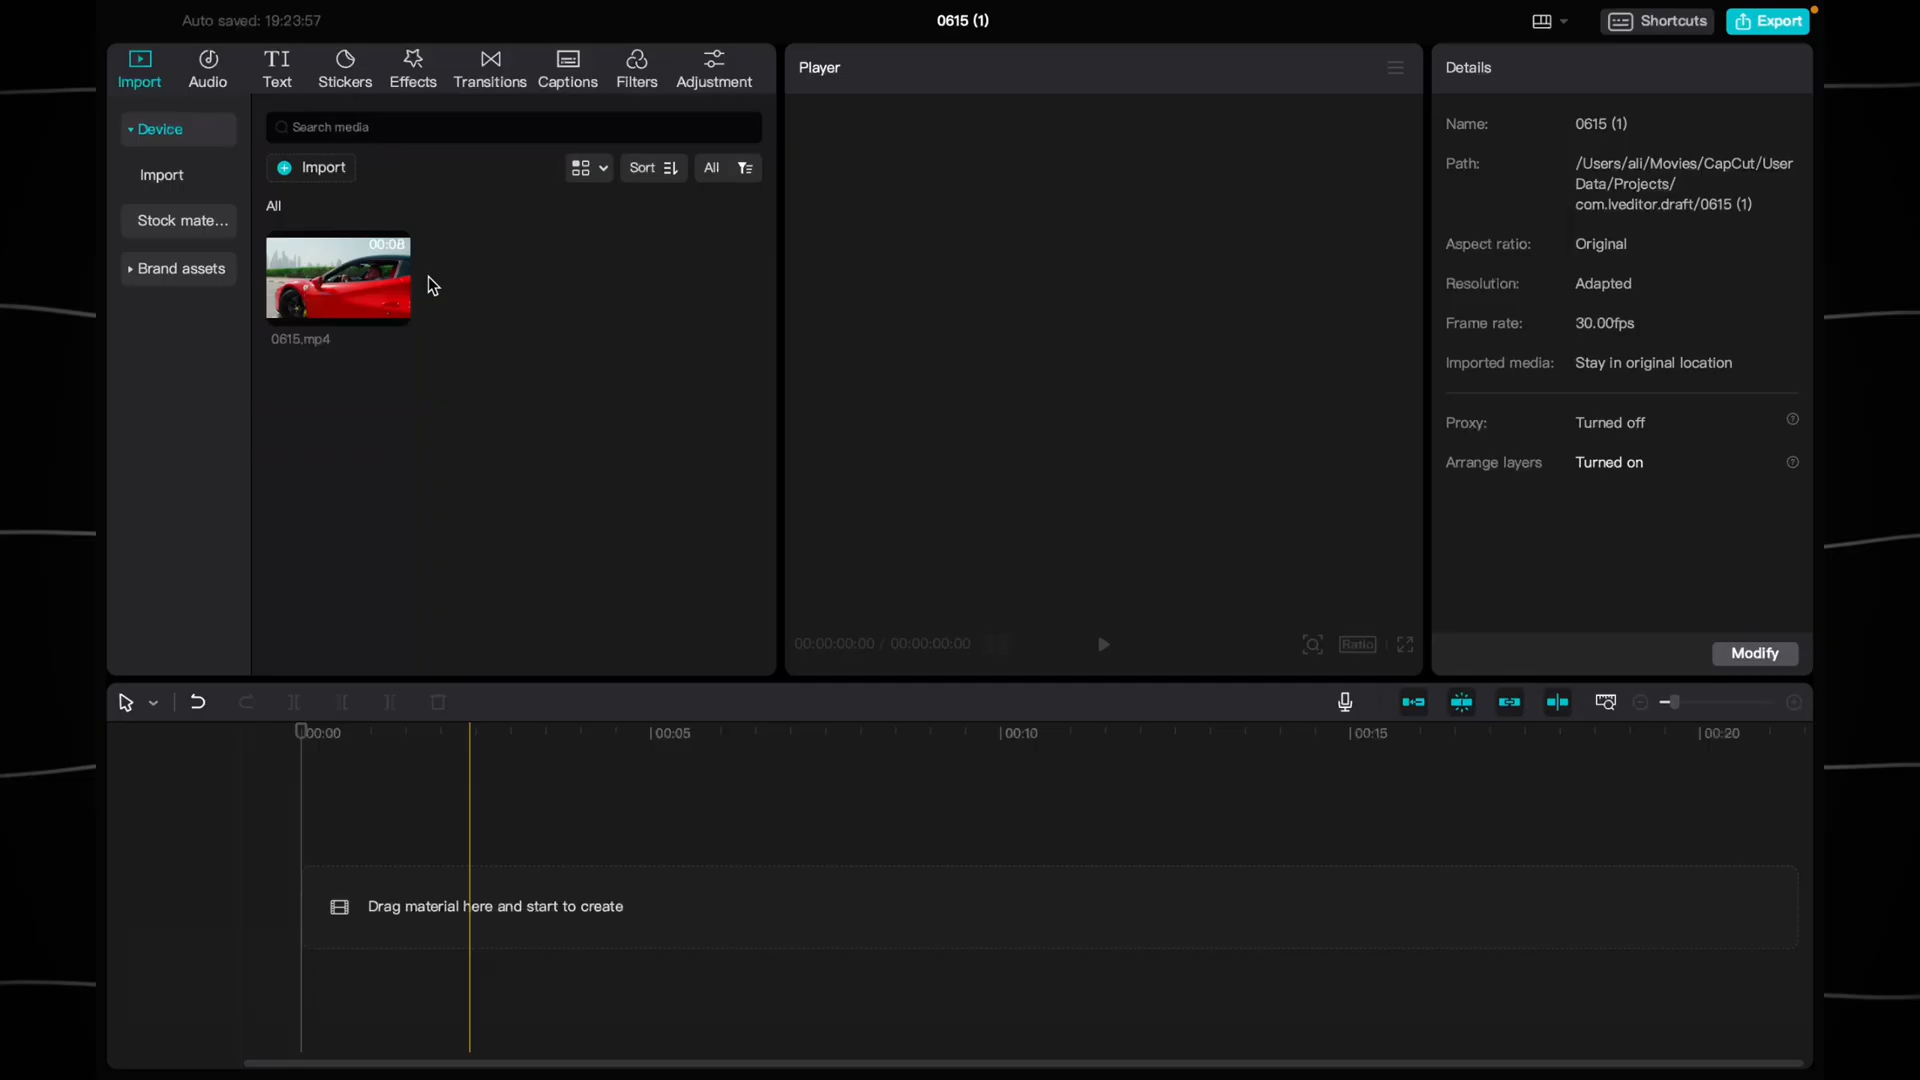 Auto saved: 19:23:57
0615 (1)
Shortcuts
Export
Import
Audio
Text
Stickers
Effects
Transitions
Captions
Filters
Adjustment
Player
Details
Device
Import
Stock mate...
Brand assets
Search media
Import
Sort
All
All
00:08
0615.mp4
00:00:00:00 / 00:00:00:00
Ratio
Name: 0615 (1)
Path: /Users/ali/Movies/CapCut/User
Data/Projects/
com.lveditor.draft/0615 (1)
Aspect ratio: Original
Resolution: Adapted
Frame rate: 30.00fps
Imported media: Stay in original location
Proxy: Turned off
Arrange layers Turned on
Modify
00:00
00:05
00:10
00:15
00:20
Drag material here and start to create